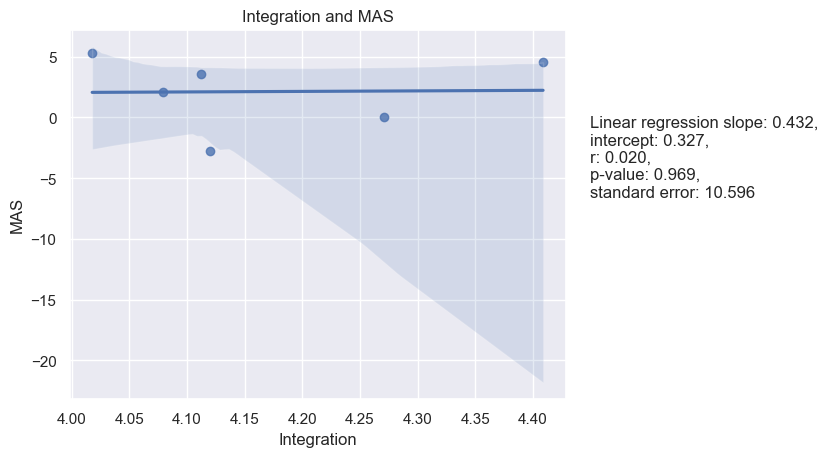 Integration and MAS
5
0
−5
−10
−15
−20
MAS
4.00 4.05 4.10 4.15 4.20 4.25 4.30 4.35 4.40
Integration
Linear regression slope: 0.432,
intercept: 0.327,
r: 0.020,
p-value: 0.969,
standard error: 10.596